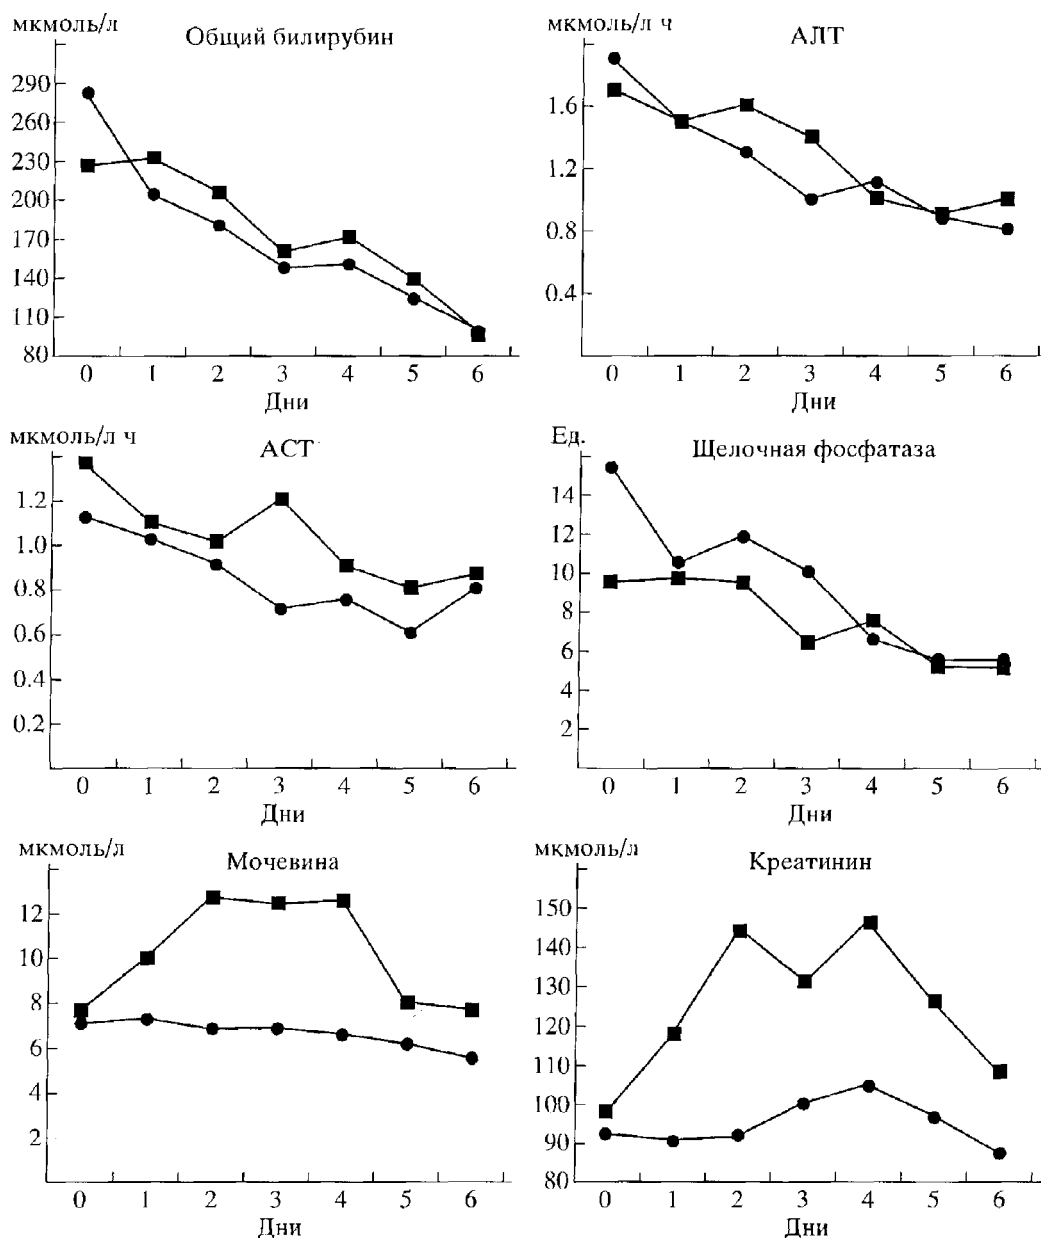 мкмоль/л
Общий билирубин
290
260
230
200
170
140
110
80
0 1 2 3 4 5 6
Дни
мкмоль/л ч
АЛТ
1.6
1.2
0.8
0.4
0 1 2 3 4 5 6
Дни
мкмоль/л ч
АСТ
1.2
1.0
0.8
0.6
0.4
0.2
0 1 2 3 4 5 6
Дни
Ед.
Щелочная фосфатаза
14
12
10
8
6
4
2
0 1 2 3 4 5 6
Дни
мкмоль/л
Мочевина
12
10
8
6
4
2
0 1 2 3 4 5 6
Дни
мкмоль/л
Креатинин
150
140
130
120
110
100
90
80
0 1 2 3 4 5 6
Дни